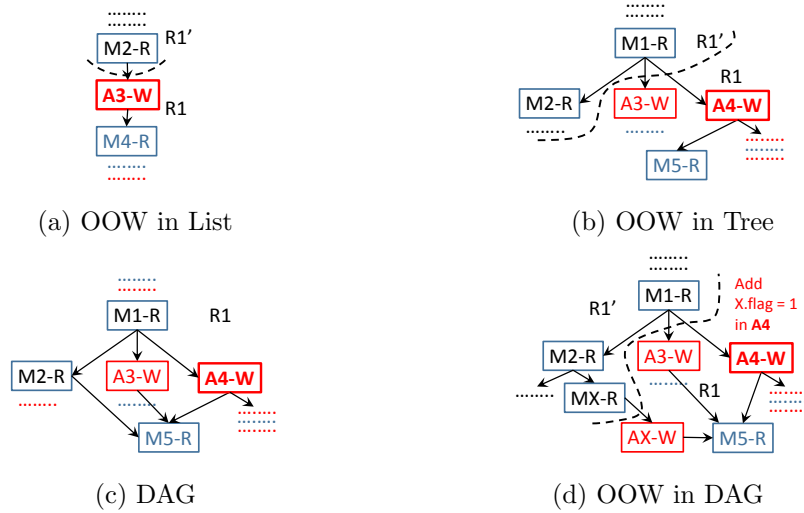 M2-R
R1’
A3-W
R1
M4-R
(a) OOW in List
M1-R
R1’
R1
M2-R
A3-W
A4-W
M5-R
(b) OOW in Tree
M1-R
R1
M2-R
A3-W
A4-W
M5-R
(c) DAG
Add
X.flag = 1
in A4
M1-R
R1’
M2-R
A3-W
A4-W
MX-R
R1
AX-W
M5-R
(d) OOW in DAG